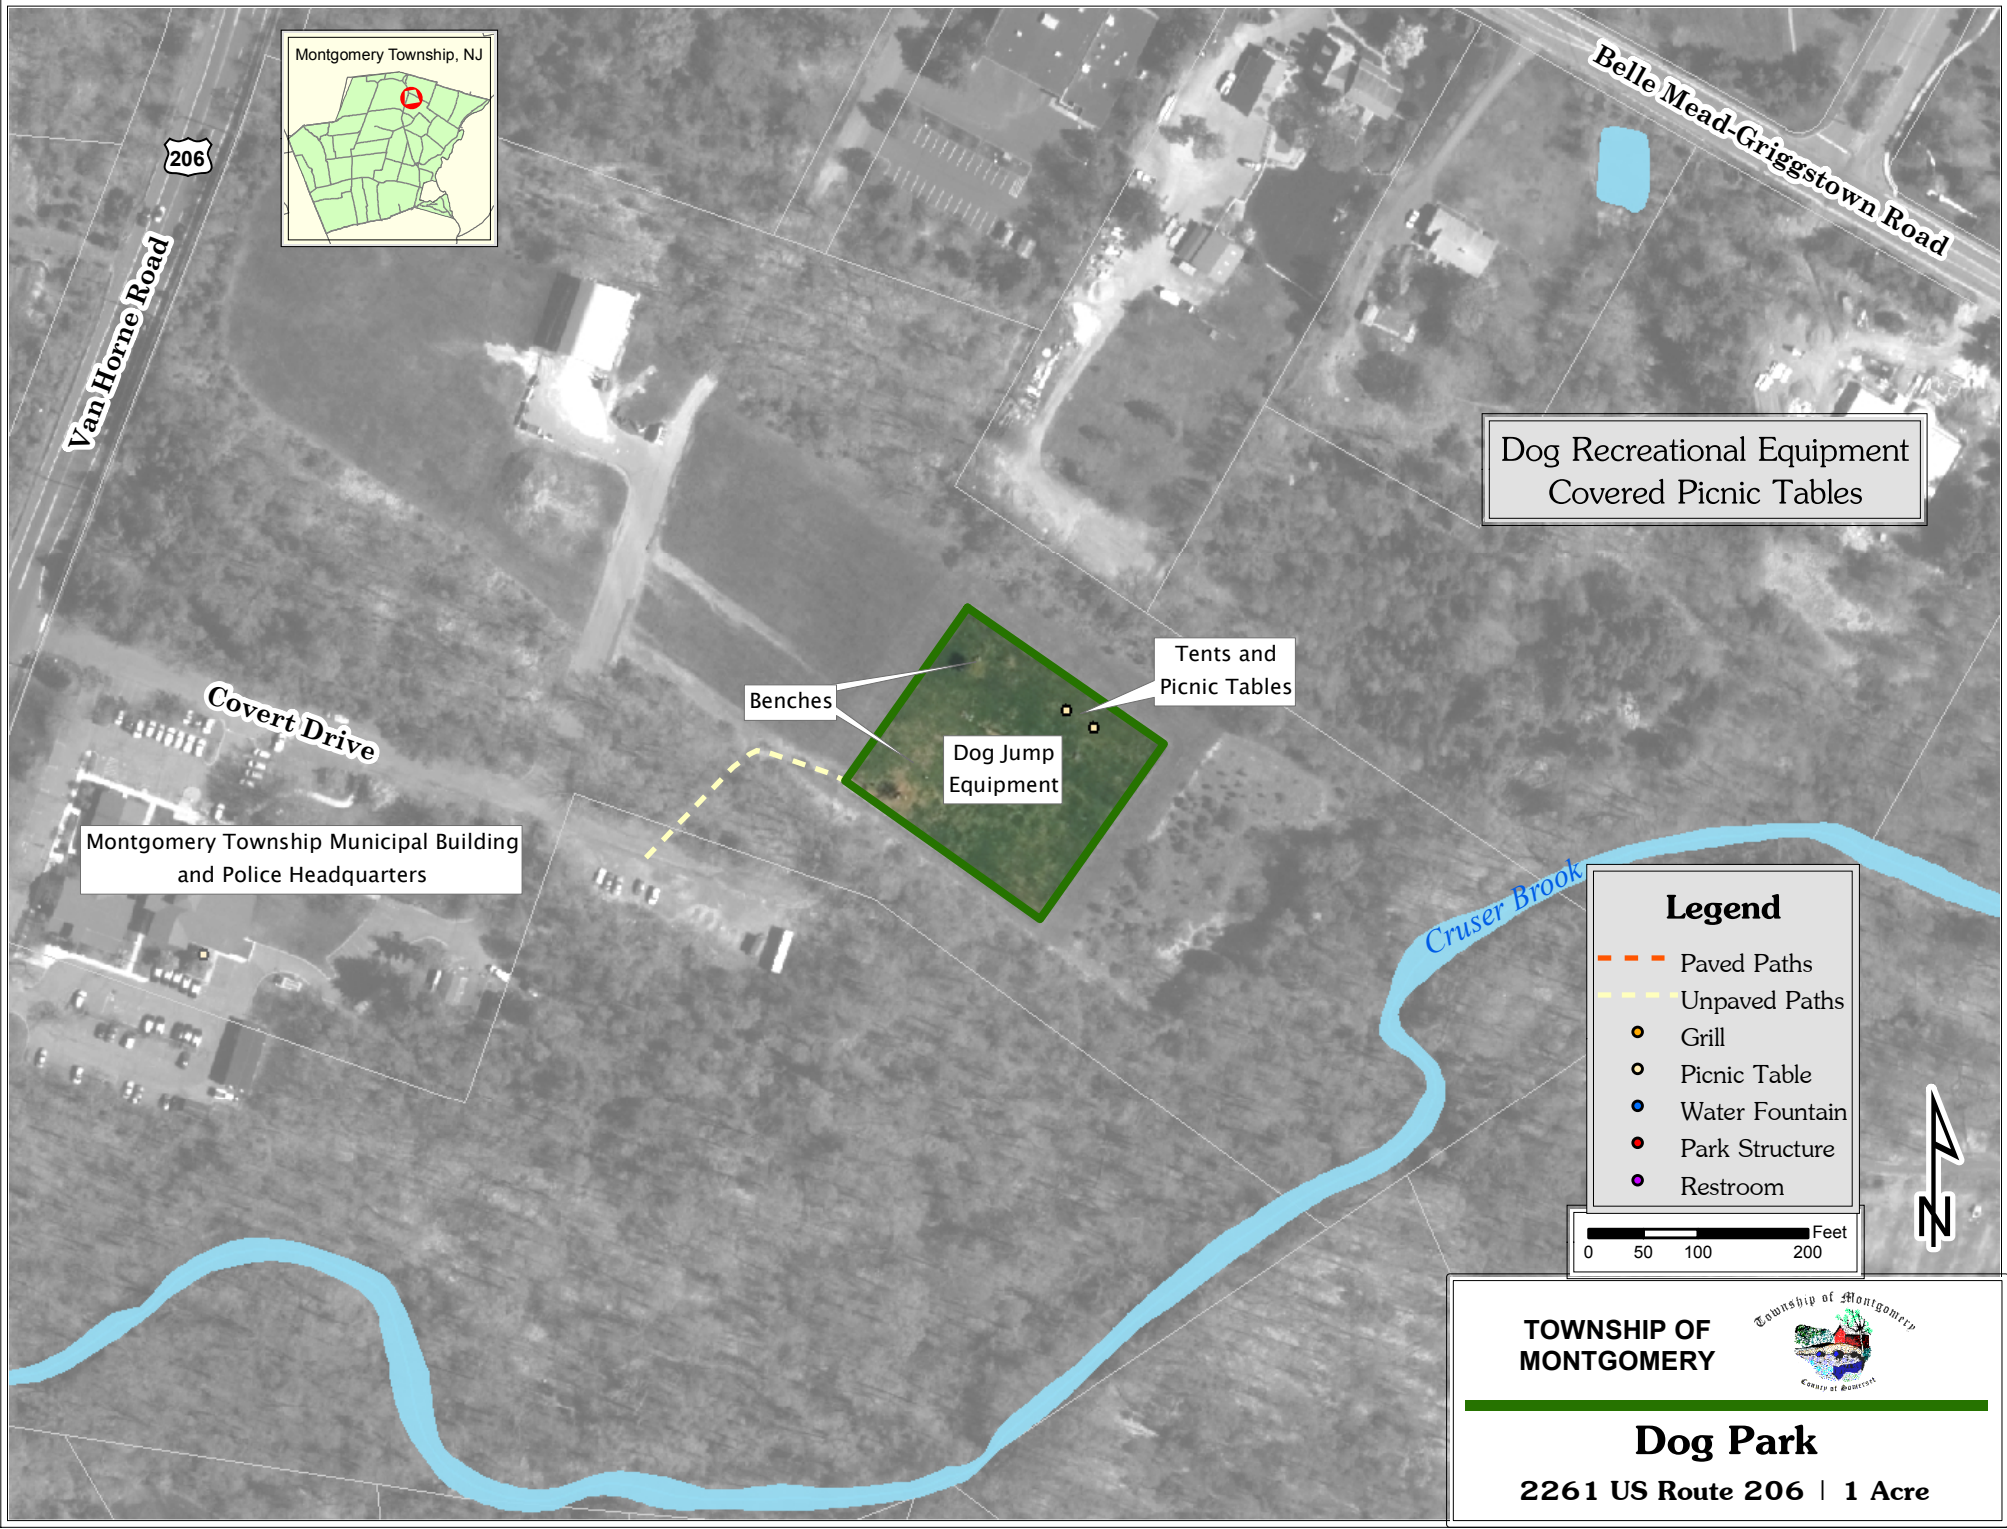 Montgomery Township, NJ
206
Van Horne Road
Belle Mead-Griggstown Road
Dog Recreational Equipment
Covered Picnic Tables
Tents and
Picnic Tables
Benches
Dog Jump
Equipment
Covert Drive
Montgomery Township Municipal Building
and Police Headquarters
Cruser Brook
Legend
Paved Paths
Unpaved Paths
Grill
Picnic Table
Water Fountain
Park Structure
Restroom
N
Feet
0 50 100 200
TOWNSHIP OF
MONTGOMERY
Township of Montgomery
County of Somerset
Dog Park
2261 US Route 206 | 1 Acre